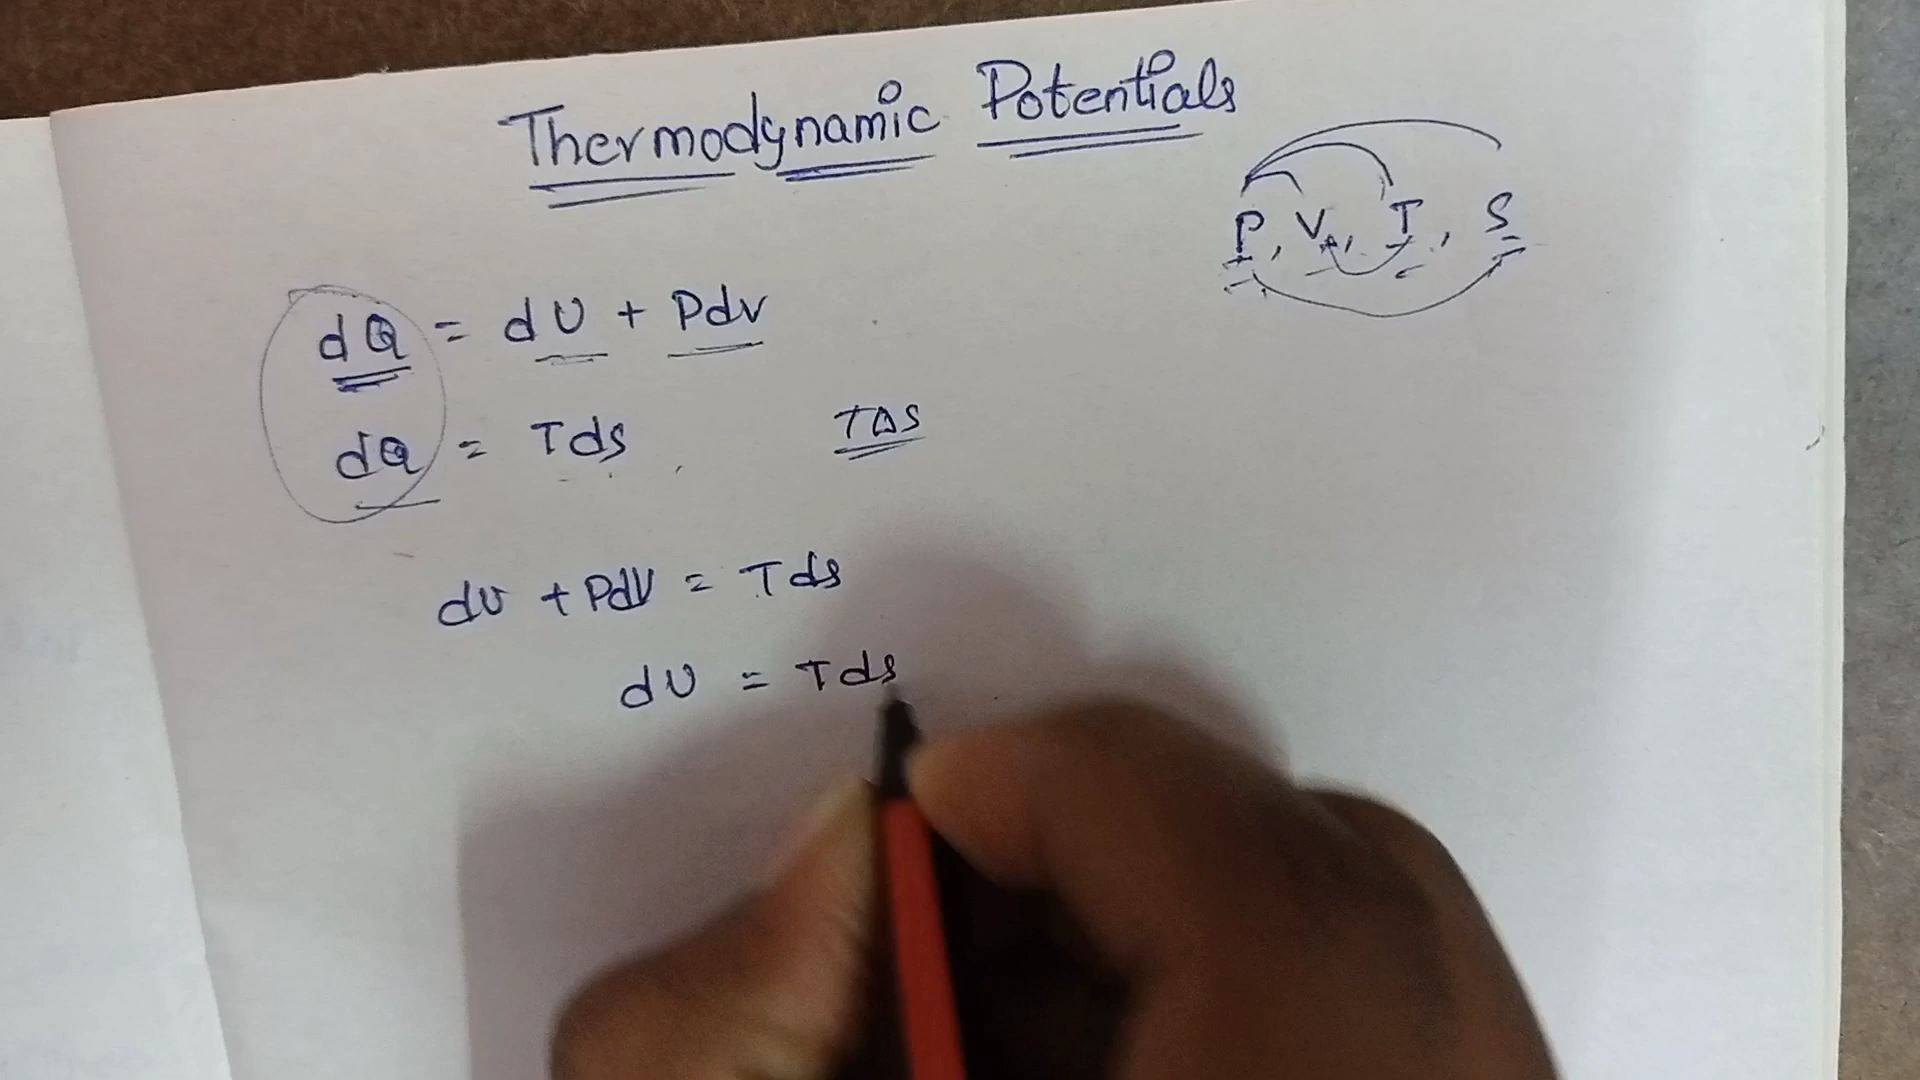 Thermodynamic Potentials
P, V, T, S
dQ = dU + Pdv
dQ = Tds TΔS
dU + PdV = Tds
dU = Tds